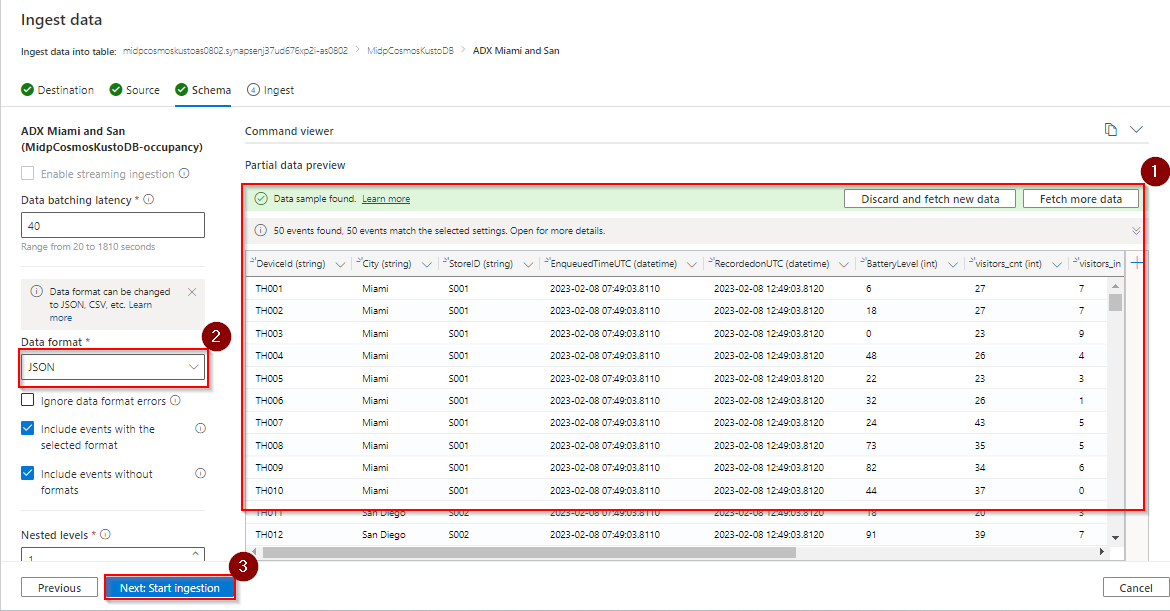 Ingest data
Ingest data into table: midpcosmoskustoas0802.synapsenj37ud676xp2i-as0802 > MidpCosmosKustoDB > ADX Miami and San
Destination Source Schema 4 Ingest
ADX Miami and San
(MidpCosmosKustoDB-occupancy)
Enable streaming ingestion
Data batching latency *
40
Range from 20 to 1810 seconds
Data format can be changed
to JSON, CSV, etc. Learn
more
Data format *
2
JSON
Ignore data format errors
Include events with the
selected format
Include events without
formats
Nested levels *
1
Command viewer
Partial data preview
1
Data sample found. Learn more Discard and fetch new data Fetch more data
50 events found, 50 events match the selected settings. Open for more details.
DeviceId (string) City (string) StoreID (string) EnqueuedTimeUTC (datetime) RecordedonUTC (datetime) BatteryLevel (int) visitors_cnt (int) visitors_in
TH001 Miami S001 2023-02-08 07:49:03.8110 2023-02-08 12:49:03.8120 6 27 7
TH002 Miami S001 2023-02-08 07:49:03.8110 2023-02-08 12:49:03.8120 18 27 7
TH003 Miami S001 2023-02-08 07:49:03.8110 2023-02-08 12:49:03.8120 0 23 9
TH004 Miami S001 2023-02-08 07:49:03.8110 2023-02-08 12:49:03.8120 48 26 4
TH005 Miami S001 2023-02-08 07:49:03.8110 2023-02-08 12:49:03.8120 22 23 3
TH006 Miami S001 2023-02-08 07:49:03.8110 2023-02-08 12:49:03.8120 32 26 1
TH007 Miami S001 2023-02-08 07:49:03.8110 2023-02-08 12:49:03.8120 24 43 5
TH008 Miami S001 2023-02-08 07:49:03.8110 2023-02-08 12:49:03.8120 73 35 5
TH009 Miami S001 2023-02-08 07:49:03.8110 2023-02-08 12:49:03.8120 82 34 6
TH010 Miami S001 2023-02-08 07:49:03.8110 2023-02-08 12:49:03.8120 44 37 0
TH011 San Diego S002 2023-02-08 07:49:03.8110 2023-02-08 12:49:03.8120 18 20 3
TH012 San Diego S002 2023-02-08 07:49:03.8110 2023-02-08 12:49:03.8120 91 39 7
3
Previous Next: Start ingestion Cancel